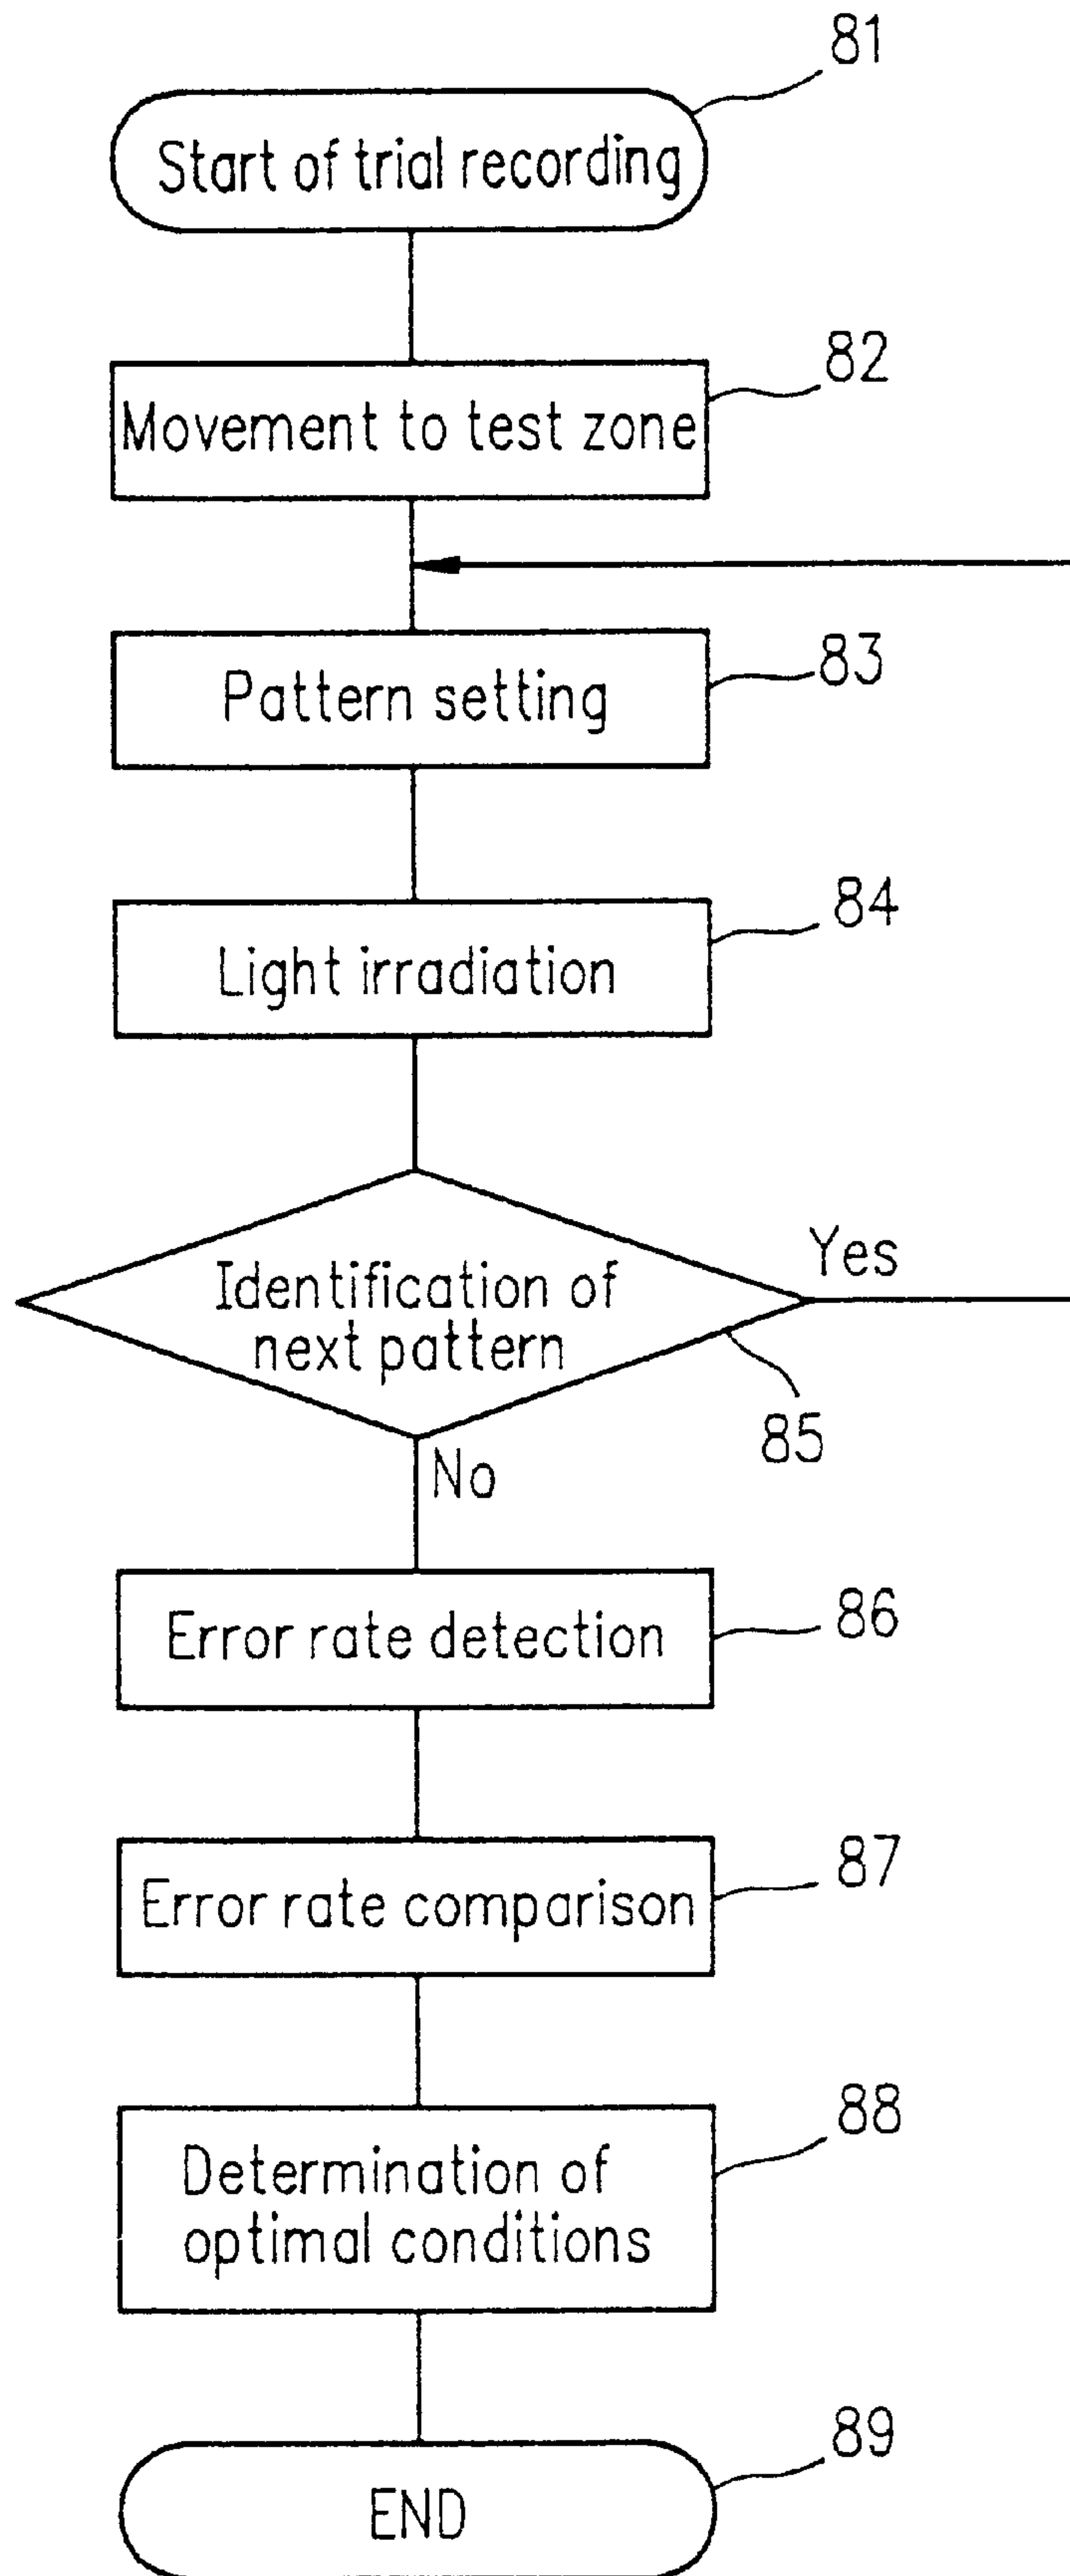 81
Start of trial recording
82
Movement to test zone
83
Pattern setting
84
Light irradiation
Yes
Identification of
next pattern
85
No
86
Error rate detection
87
Error rate comparison
88
Determination of
optimal conditions
89
END